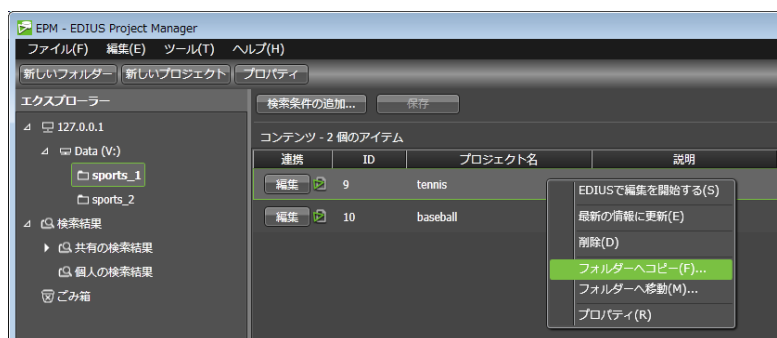 EPM - EDIUS Project Manager
ファイル(F) 編集(E) ツール(T) ヘルプ(H)
新しいフォルダー 新しいプロジェクト プロパティ
エクスプローラー
127.0.0.1
Data (V:)
sports_1
sports_2
検索結果
共有の検索結果
個人の検索結果
ごみ箱
検索条件の追加... 保存
コンテンツ - 2 個のアイテム
連携 ID プロジェクト名 説明
編集 9 tennis
編集 10 baseball
EDIUSで編集を開始する(S)
最新の情報に更新(E)
削除(D)
フォルダーへコピー(F)...
フォルダーへ移動(M)...
プロパティ(R)